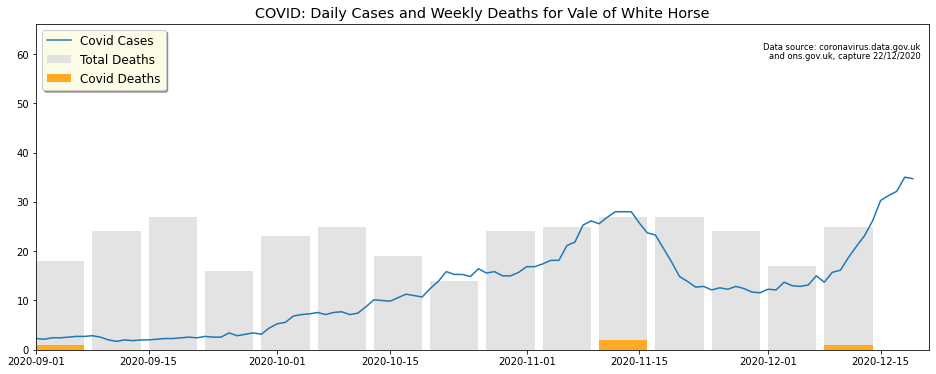 COVID: Daily Cases and Weekly Deaths for Vale of White Horse
Covid Cases
Total Deaths
Covid Deaths
Data source: coronavirus.data.gov.uk
and ons.gov.uk, capture 22/12/2020
60
50
40
30
20
10
0
2020-09-01 2020-09-15 2020-10-01 2020-10-15 2020-11-01 2020-11-15 2020-12-01 2020-12-15